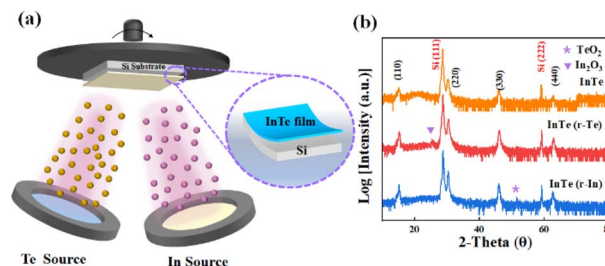 (a)
Si Substrate
InTe film
Si
Te Source
In Source
(b)
Log [Intensity (a.u.)]
(110)
Si (111)
(220)
(330)
Si (222)
(440)
TeO₂
In₂O₃
InTe
InTe (r-Te)
InTe (r-In)
20
40
60
80
2-Theta (θ)